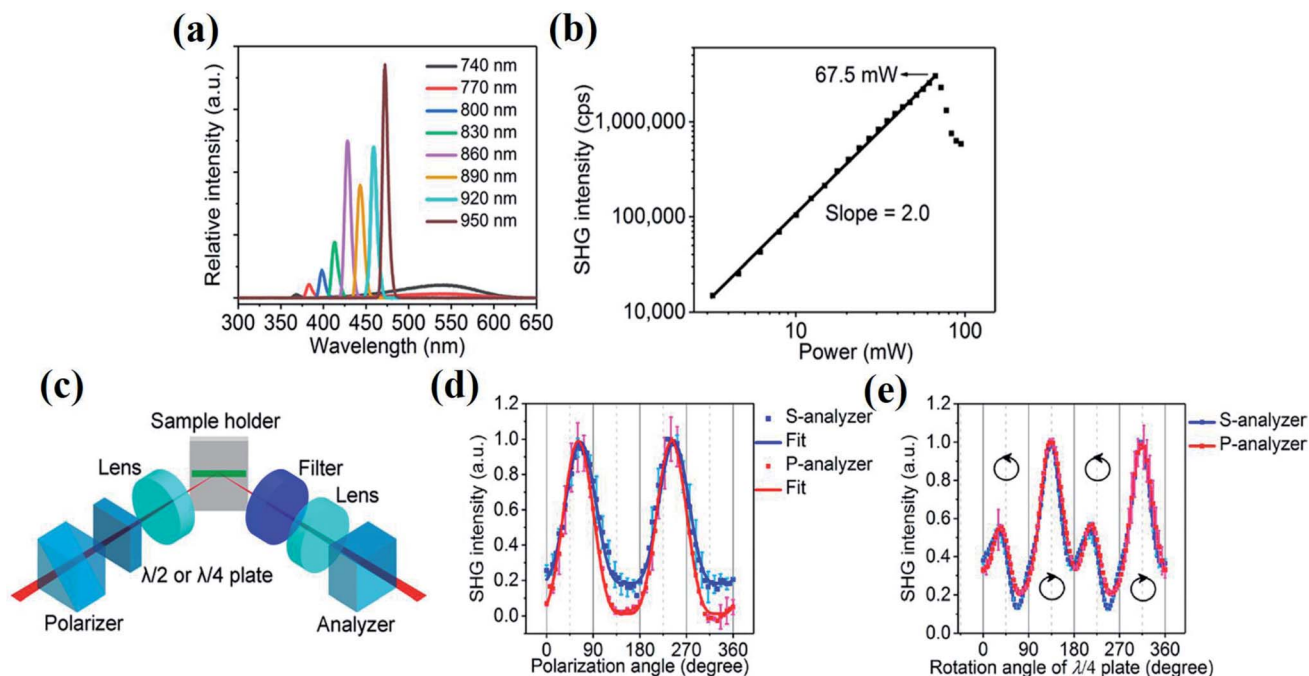 (a)
Relative intensity (a.u.)
740 nm
770 nm
800 nm
830 nm
860 nm
890 nm
920 nm
950 nm
300 350 400 450 500 550 600 650
Wavelength (nm)
(b)
SHG intensity (cps)
1,000,000
100,000
10,000
67.5 mW
Slope = 2.0
10 100
Power (mW)
(c)
Sample holder
Lens
Filter
Lens
λ/2 or λ/4 plate
Polarizer
Analyzer
(d)
SHG intensity (a.u.)
1.2
1.0
0.8
0.6
0.4
0.2
0.0
S-analyzer
Fit
P-analyzer
Fit
0 90 180 270 360
Polarization angle (degree)
(e)
SHG intensity (a.u.)
1.2
1.0
0.8
0.6
0.4
0.2
0.0
S-analyzer
P-analyzer
0 90 180 270 360
Rotation angle of λ/4 plate (degree)